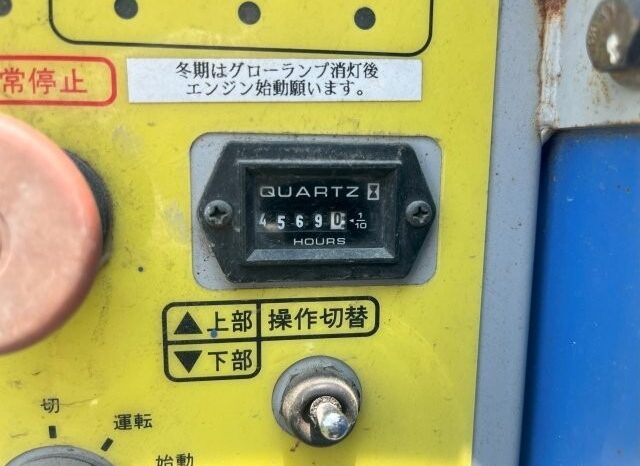 冬期はグローランプ消灯後
エンジン始動願います。
常停止
QUARTZ
45690 ◂1/10
HOURS
▲上部 操作切替
▼下部
切
運転
始動